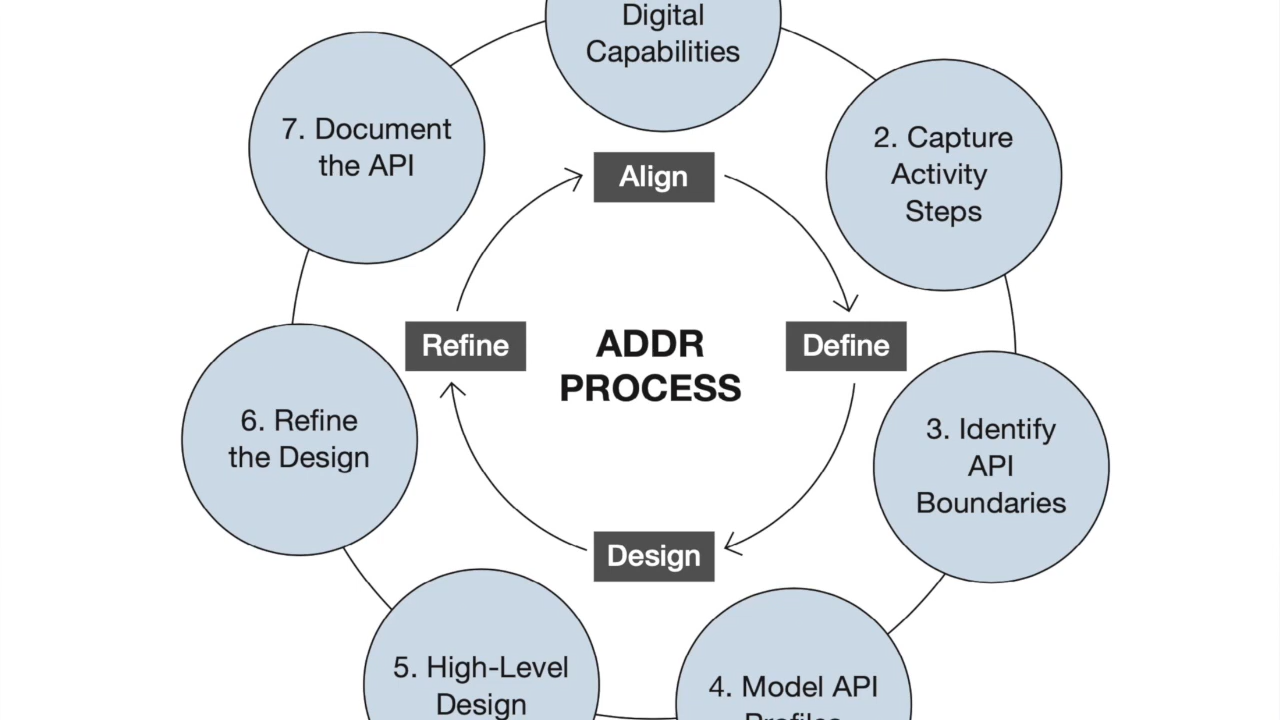 Digital
Capabilities
2. Capture
Activity
Steps
3. Identify
API
Boundaries
4. Model API
Profiles
5. High-Level
Design
6. Refine
the Design
7. Document
the API
Align
Define
Design
Refine
ADDR
PROCESS